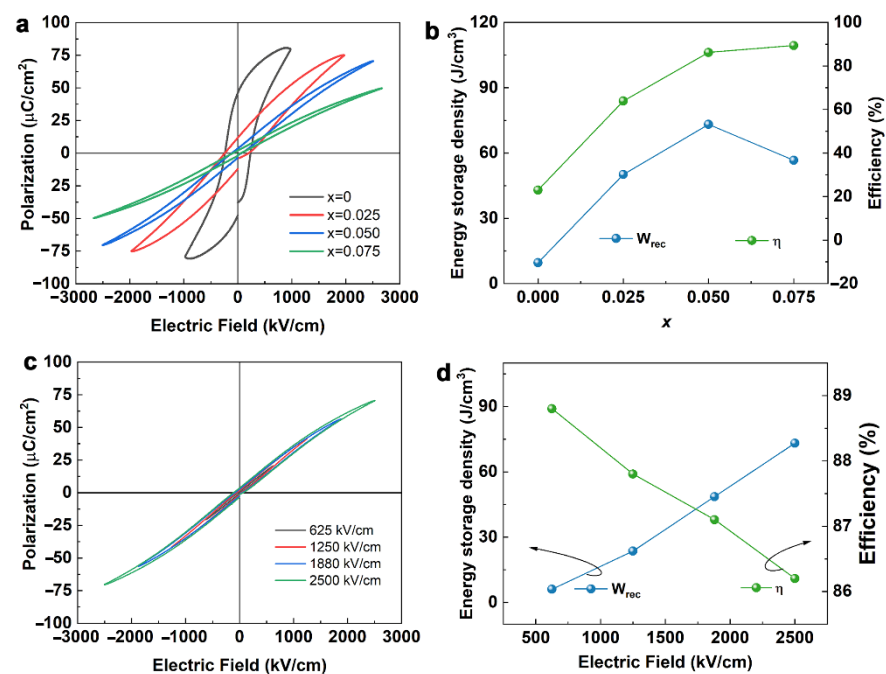 a
Polarization (μC/cm²)
100
75
50
25
0
25
−50
−75
−100
−3000 −2000 −1000 0 1000 2000 3000
Electric Field (kV/cm)
x=0
x=0.025
x=0.050
x=0.075
b
Energy storage density (J/cm³)
120
90
60
30
0
0.000 0.025 0.050 0.075
x
W_rec
η
100
80
60
40
20
0
−20
Efficiency (%)
c
Polarization (μC/cm²)
100
75
50
25
0
−25
−50
−75
−100
−3000 −2000 −1000 0 1000 2000 3000
Electric Field (kV/cm)
625 kV/cm
1250 kV/cm
1880 kV/cm
2500 kV/cm
d
Energy storage density (J/cm³)
90
60
30
0
500 1000 1500 2000 2500
Electric Field (kV/cm)
W_rec
η
89
88
87
86
Efficiency (%)